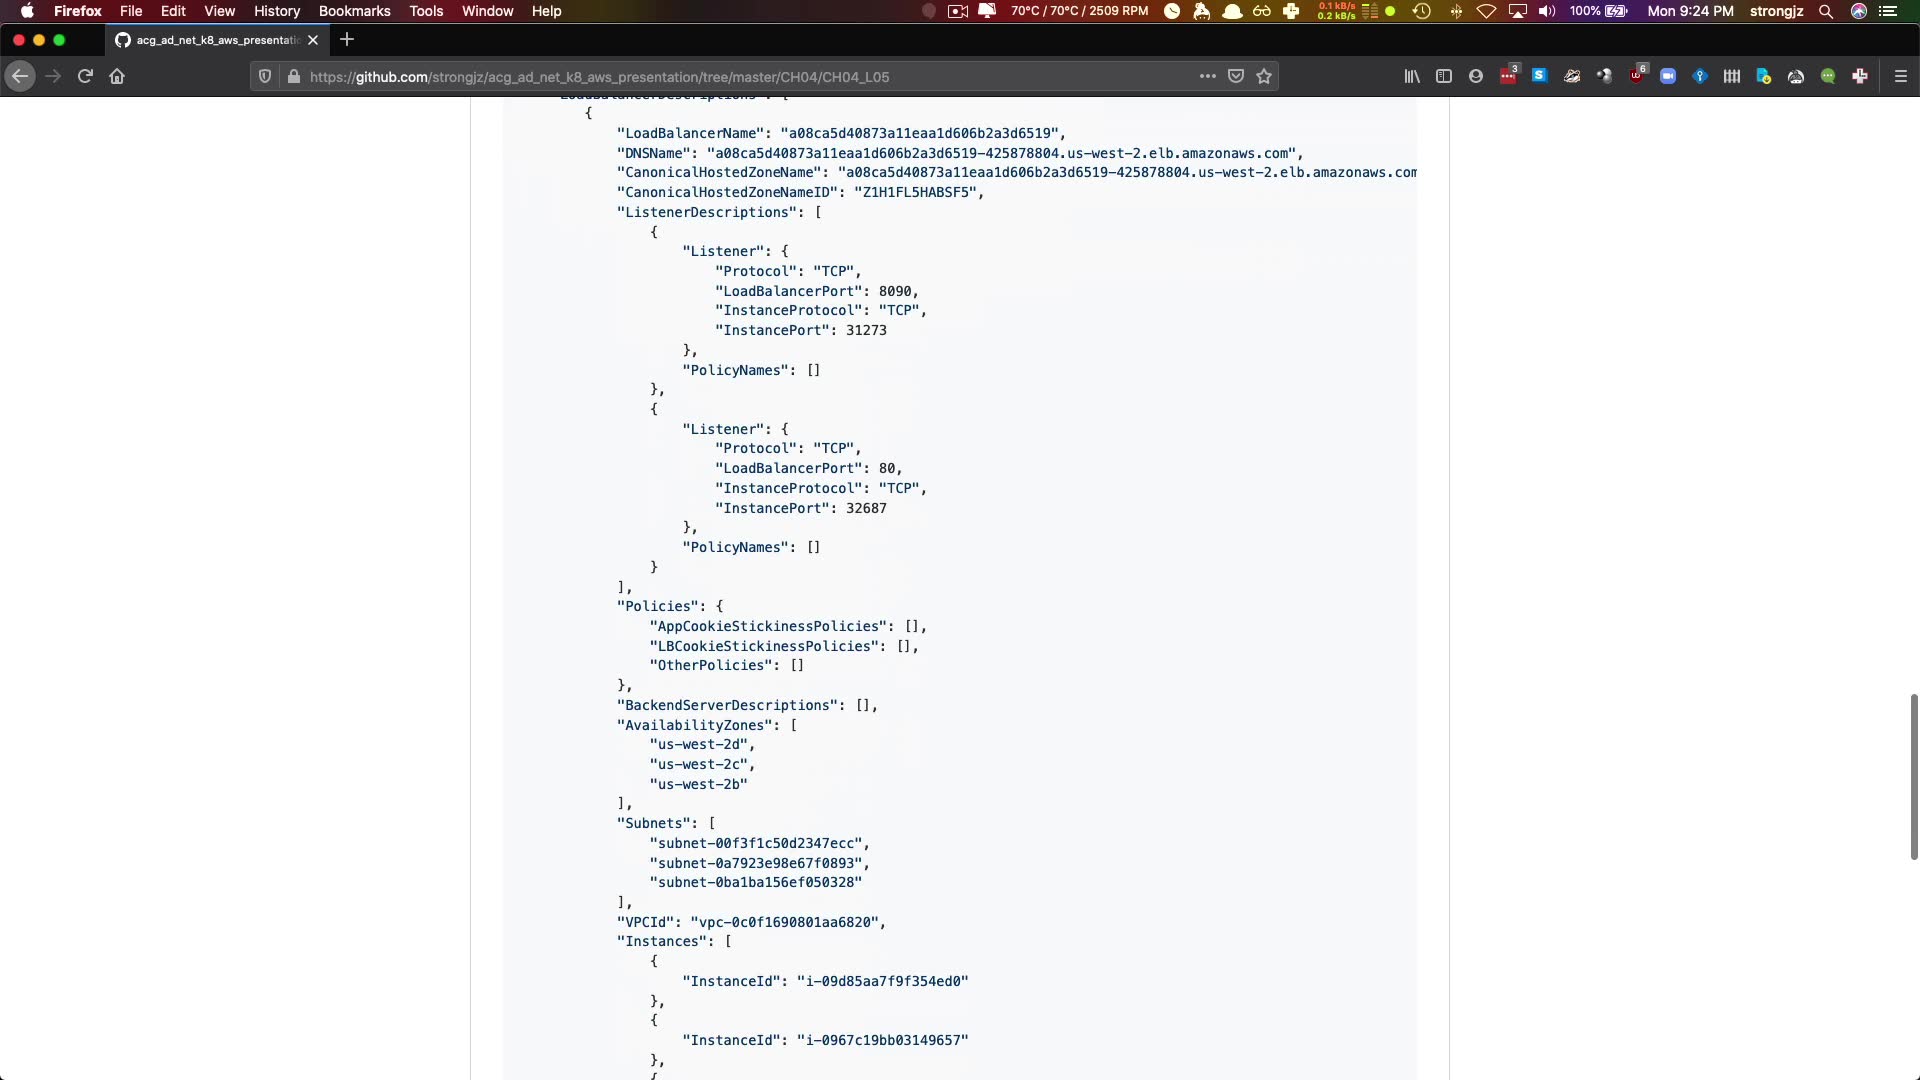 Firefox File Edit View History Bookmarks Tools Window Help 70°C / 70°C / 2509 RPM 0.1 kB/s 0.2 kB/s 100% Mon 9:24 PM strongjz
acg_ad_net_k8_aws_presentatio
https://github.com/strongjz/acg_ad_net_k8_aws_presentation/tree/master/CH04/CH04_L05 3 S 6
"LoadBalancerDescriptions": [
{
"LoadBalancerName": "a08ca5d40873a11eaa1d606b2a3d6519",
"DNSName": "a08ca5d40873a11eaa1d606b2a3d6519-425878804.us-west-2.elb.amazonaws.com",
"CanonicalHostedZoneName": "a08ca5d40873a11eaa1d606b2a3d6519-425878804.us-west-2.elb.amazonaws.com
"CanonicalHostedZoneNameID": "Z1H1FL5HABSF5",
"ListenerDescriptions": [
{
"Listener": {
"Protocol": "TCP",
"LoadBalancerPort": 8090,
"InstanceProtocol": "TCP",
"InstancePort": 31273
},
"PolicyNames": []
},
{
"Listener": {
"Protocol": "TCP",
"LoadBalancerPort": 80,
"InstanceProtocol": "TCP",
"InstancePort": 32687
},
"PolicyNames": []
}
],
"Policies": {
"AppCookieStickinessPolicies": [],
"LBCookieStickinessPolicies": [],
"OtherPolicies": []
},
"BackendServerDescriptions": [],
"AvailabilityZones": [
"us-west-2d",
"us-west-2c",
"us-west-2b"
],
"Subnets": [
"subnet-00f3f1c50d2347ecc",
"subnet-0a7923e98e67f0893",
"subnet-0ba1ba156ef050328"
],
"VPCId": "vpc-0c0f1690801aa6820",
"Instances": [
{
"InstanceId": "i-09d85aa7f9f354ed0"
},
{
"InstanceId": "i-0967c19bb03149657"
},
{